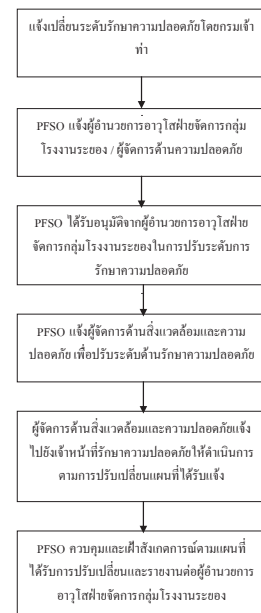 แจ้งเปลี่ยนระดับรักษาความปลอดภัยโดยกรมเจ้า
ท่า
PFSO แจ้งผู้อำนวยการอาวุโสฝ่ายจัดการกลุ่ม
โรงงานระยอง / ผู้จัดการด้านความปลอดภัย
PFSO ได้รับอนุมัติจากผู้อำนวยการอาวุโสฝ่าย
จัดการกลุ่มโรงงานระยองในการปรับระดับการ
รักษาความปลอดภัย
PFSO แจ้งผู้จัดการด้านสิ่งแวดล้อมและความ
ปลอดภัย เพื่อปรับระดับด้านรักษาความปลอดภัย
ผู้จัดการด้านสิ่งแวดล้อมและความปลอดภัยแจ้ง
ไปยังเจ้าหน้าที่รักษาความปลอดภัยให้ดำเนินการ
ตามการปรับเปลี่ยนแผนที่ได้รับแจ้ง
PFSO ควบคุมและเฝ้าสังเกตการณ์ตามแผนที่
ได้รับการปรับเปลี่ยนและรายงานต่อผู้อำนวยการ
อาวุโสฝ่ายจัดการกลุ่มโรงงานระยอง